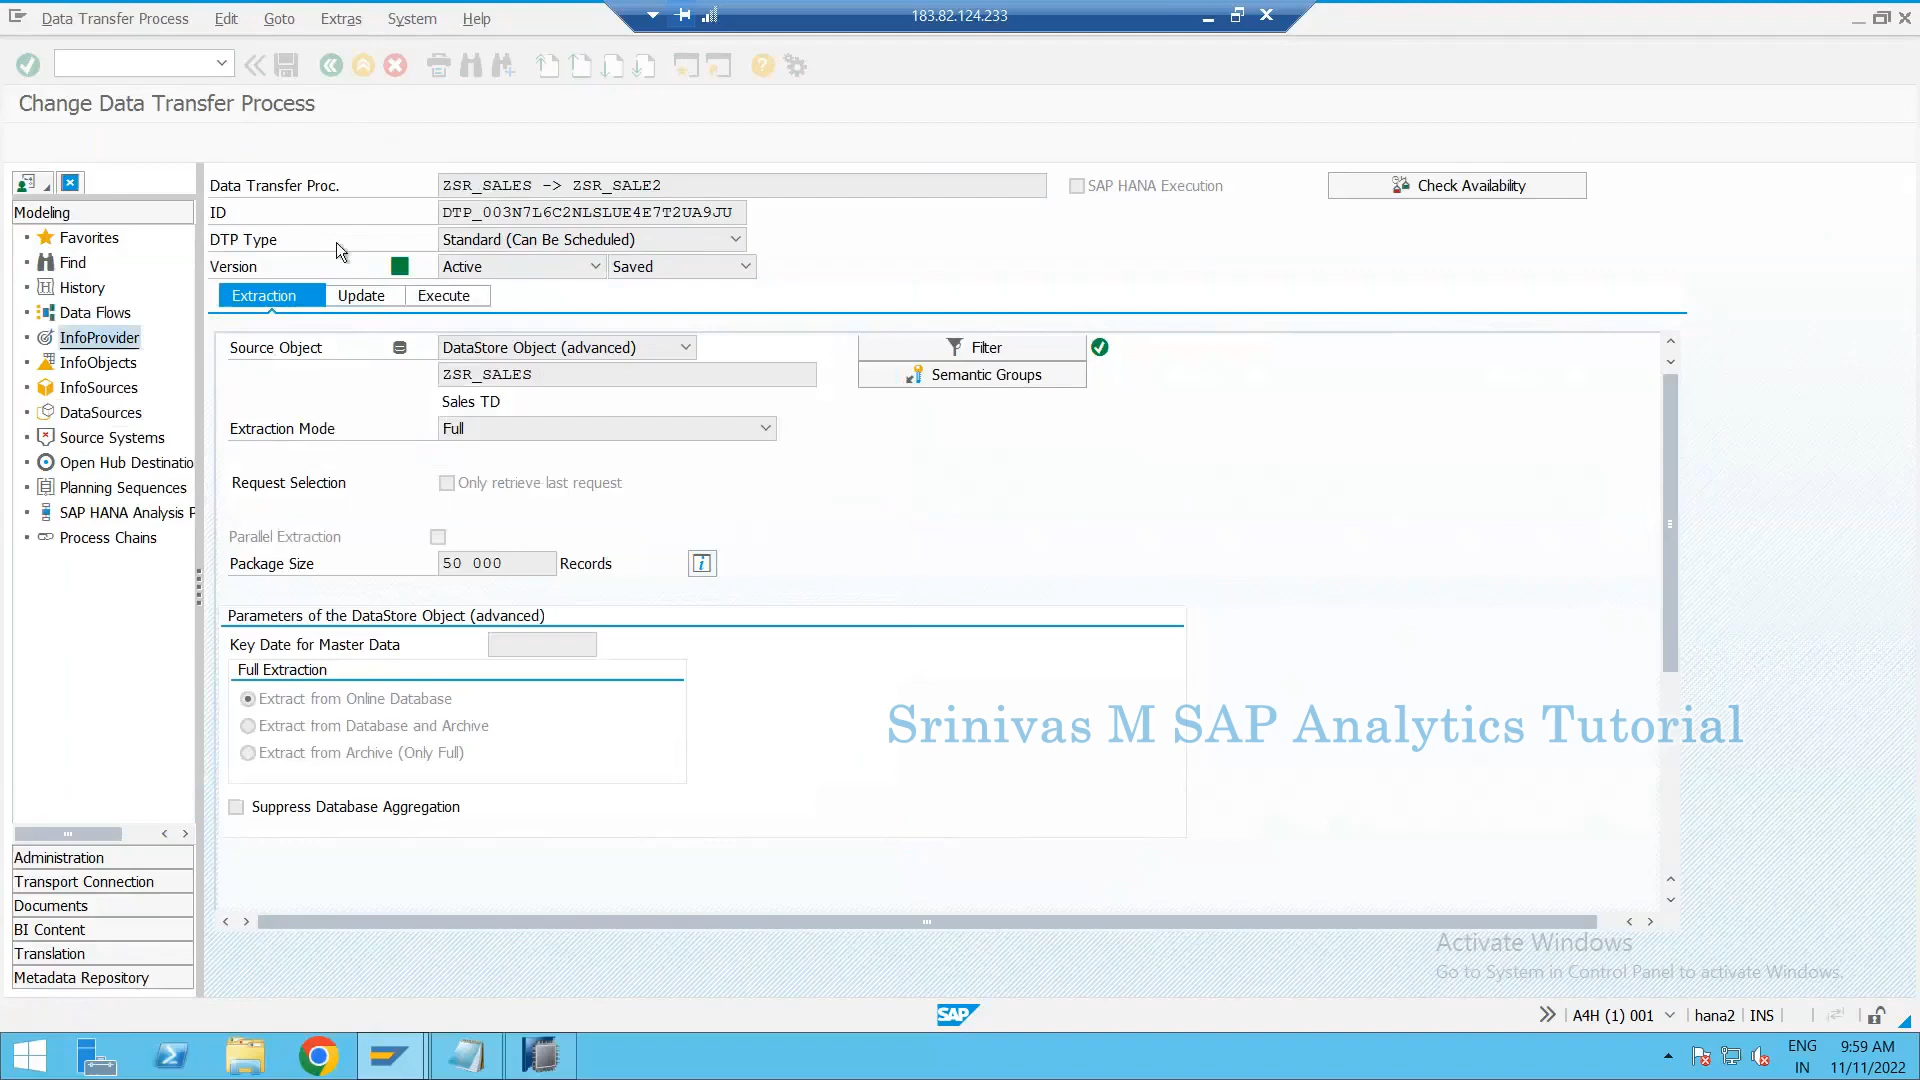 Data Transfer Process Edit Goto Extras System Help
183.82.124.233
Change Data Transfer Process
Modeling
Favorites
Find
History
Data Flows
InfoProvider
InfoObjects
InfoSources
DataSources
Source Systems
Open Hub Destinatio
Planning Sequences
SAP HANA Analysis P
Process Chains
Administration
Transport Connection
Documents
BI Content
Translation
Metadata Repository
Data Transfer Proc. ZSR_SALES -> ZSR_SALE2 SAP HANA Execution Check Availability
ID DTP_003N7L6C2NLSLUE4E7T2UA9JU
DTP Type Standard (Can Be Scheduled)
Version Active Saved
Extraction Update Execute
Source Object DataStore Object (advanced) Filter
ZSR_SALES Semantic Groups
Sales TD
Extraction Mode Full
Request Selection Only retrieve last request
Parallel Extraction
Package Size 50 000 Records
Parameters of the DataStore Object (advanced)
Key Date for Master Data
Full Extraction
Extract from Online Database
Extract from Database and Archive
Extract from Archive (Only Full)
Suppress Database Aggregation
Srinivas M SAP Analytics Tutorial
Activate Windows
Go to System in Control Panel to activate Windows.
SAP
A4H (1) 001 hana2 INS
ENG 9:59 AM
IN 11/11/2022